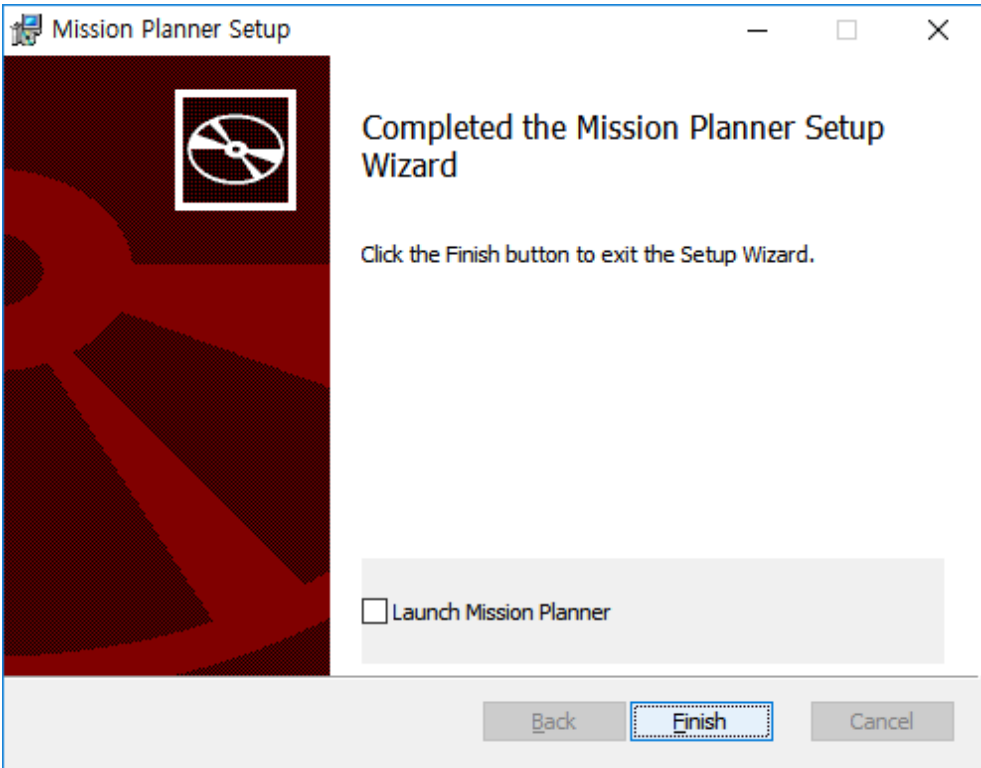 Mission Planner Setup
Completed the Mission Planner Setup
Wizard
Click the Finish button to exit the Setup Wizard.
Launch Mission Planner
Back
Finish
Cancel